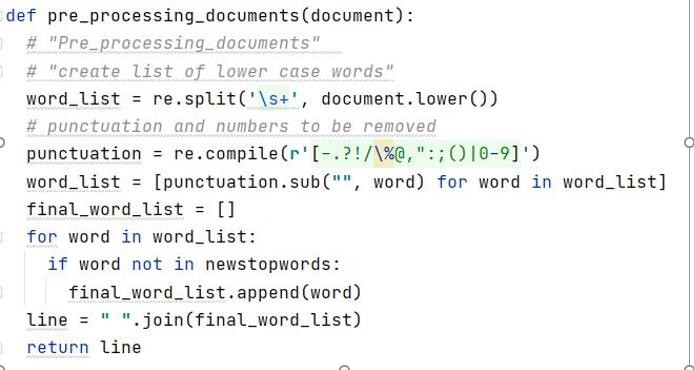 def pre_processing_documents(document):
# "Pre_processing_documents"
# "create list of lower case words"
word_list = re.split('\s+', document.lower())
# punctuation and numbers to be removed
punctuation = re.compile(r'[-.?!/\%@,":;()|0-9]')
word_list = [punctuation.sub("", word) for word in word_list]
final_word_list = []
for word in word_list:
if word not in newstopwords:
final_word_list.append(word)
line = " ".join(final_word_list)
return line